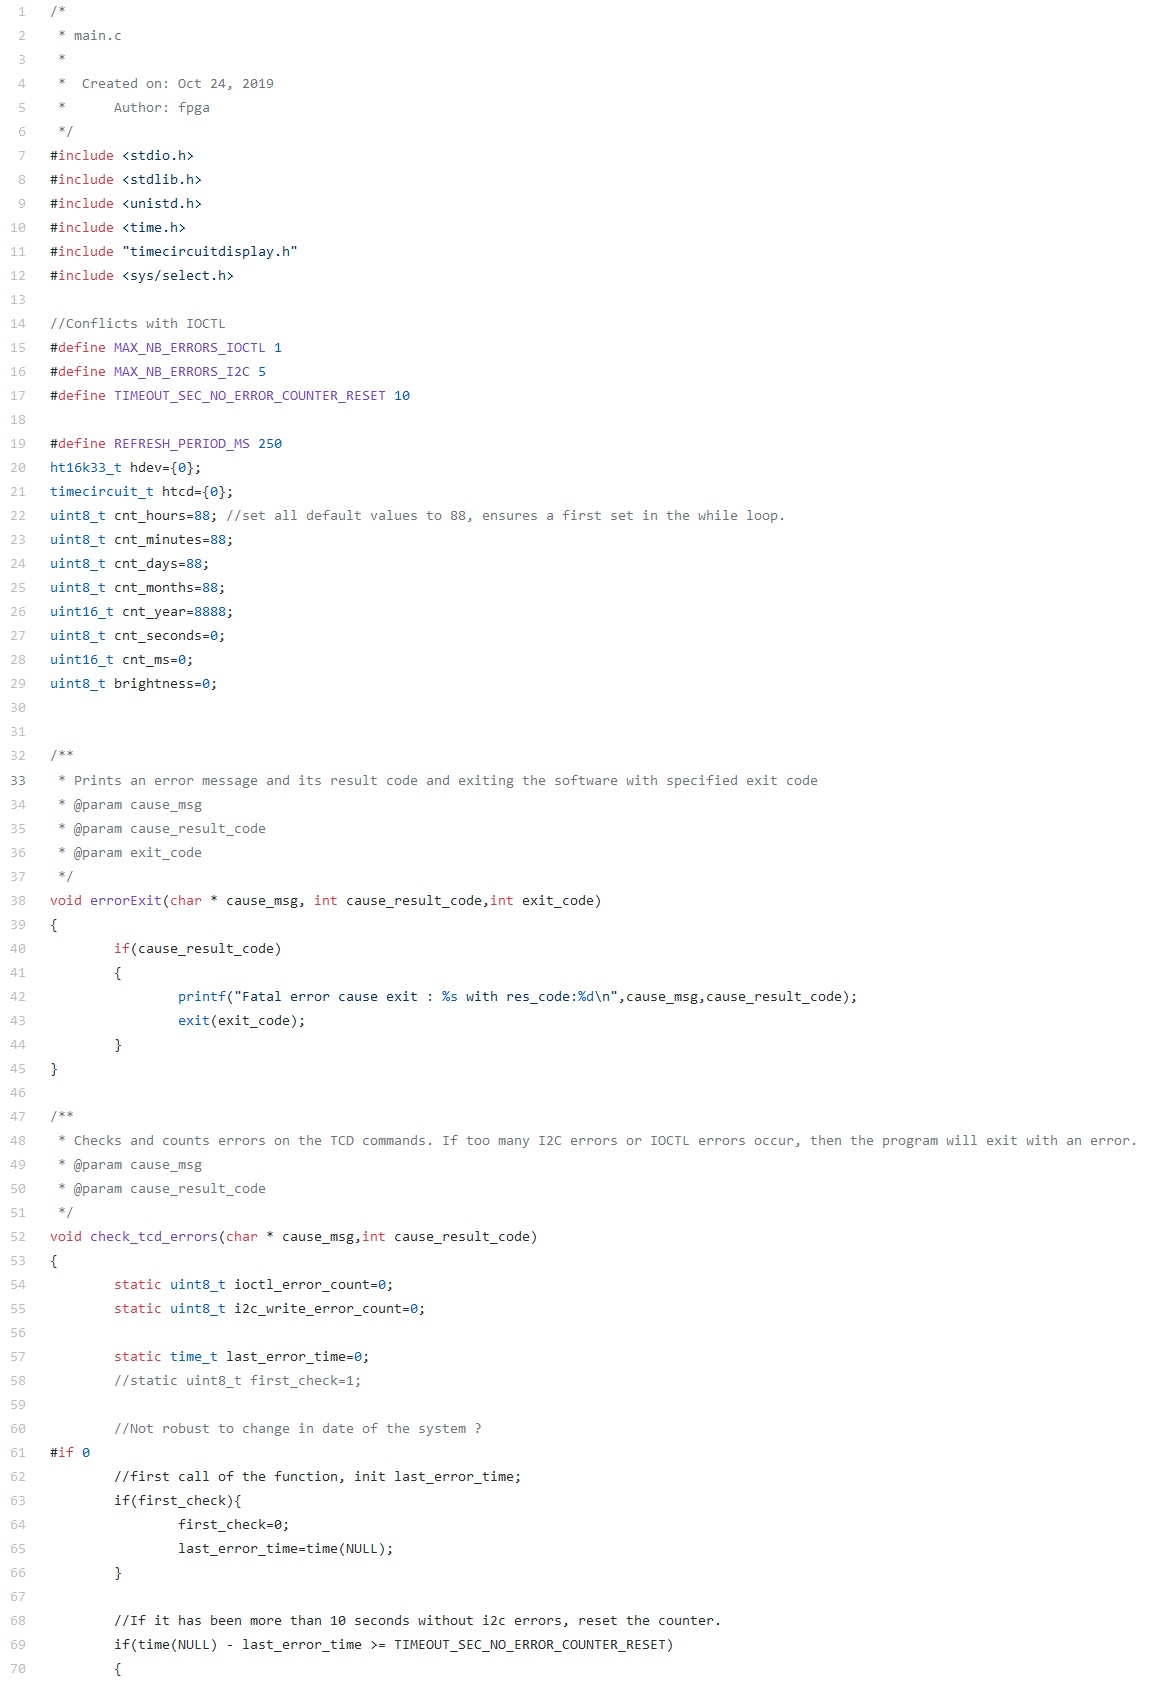 1 /*
2  * main.c
3  *
4  *  Created on: Oct 24, 2019
5  *      Author: fpga
6  */
7 #include <stdio.h>
8 #include <stdlib.h>
9 #include <unistd.h>
10 #include <time.h>
11 #include "timecircuitdisplay.h"
12 #include <sys/select.h>
13
14 //Conflicts with IOCTL
15 #define MAX_NB_ERRORS_IOCTL 1
16 #define MAX_NB_ERRORS_I2C 5
17 #define TIMEOUT_SEC_NO_ERROR_COUNTER_RESET 10
18
19 #define REFRESH_PERIOD_MS 250
20 ht16k33_t hdev={0};
21 timecircuit_t htcd={0};
22 uint8_t cnt_hours=88; //set all default values to 88, ensures a first set in the while loop.
23 uint8_t cnt_minutes=88;
24 uint8_t cnt_days=88;
25 uint8_t cnt_months=88;
26 uint16_t cnt_year=8888;
27 uint8_t cnt_seconds=0;
28 uint16_t cnt_ms=0;
29 uint8_t brightness=0;
30
31
32 /**
33  * Prints an error message and its result code and exiting the software with specified exit code
34  * @param cause_msg
35  * @param cause_result_code
36  * @param exit_code
37  */
38 void errorExit(char * cause_msg, int cause_result_code,int exit_code)
39 {
40         if(cause_result_code)
41         {
42                 printf("Fatal error cause exit : %s with res_code:%d\n",cause_msg,cause_result_code);
43                 exit(exit_code);
44         }
45 }
46
47 /**
48  * Checks and counts errors on the TCD commands. If too many I2C errors or IOCTL errors occur, then the program will exit with an error.
49  * @param cause_msg
50  * @param cause_result_code
51  */
52 void check_tcd_errors(char * cause_msg,int cause_result_code)
53 {
54         static uint8_t ioctl_error_count=0;
55         static uint8_t i2c_write_error_count=0;
56
57         static time_t last_error_time=0;
58         //static uint8_t first_check=1;
59
60         //Not robust to change in date of the system ?
61 #if 0
62         //first call of the function, init last_error_time;
63         if(first_check){
64                 first_check=0;
65                 last_error_time=time(NULL);
66         }
67
68         //If it has been more than 10 seconds without i2c errors, reset the counter.
69         if(time(NULL) - last_error_time >= TIMEOUT_SEC_NO_ERROR_COUNTER_RESET)
70         {